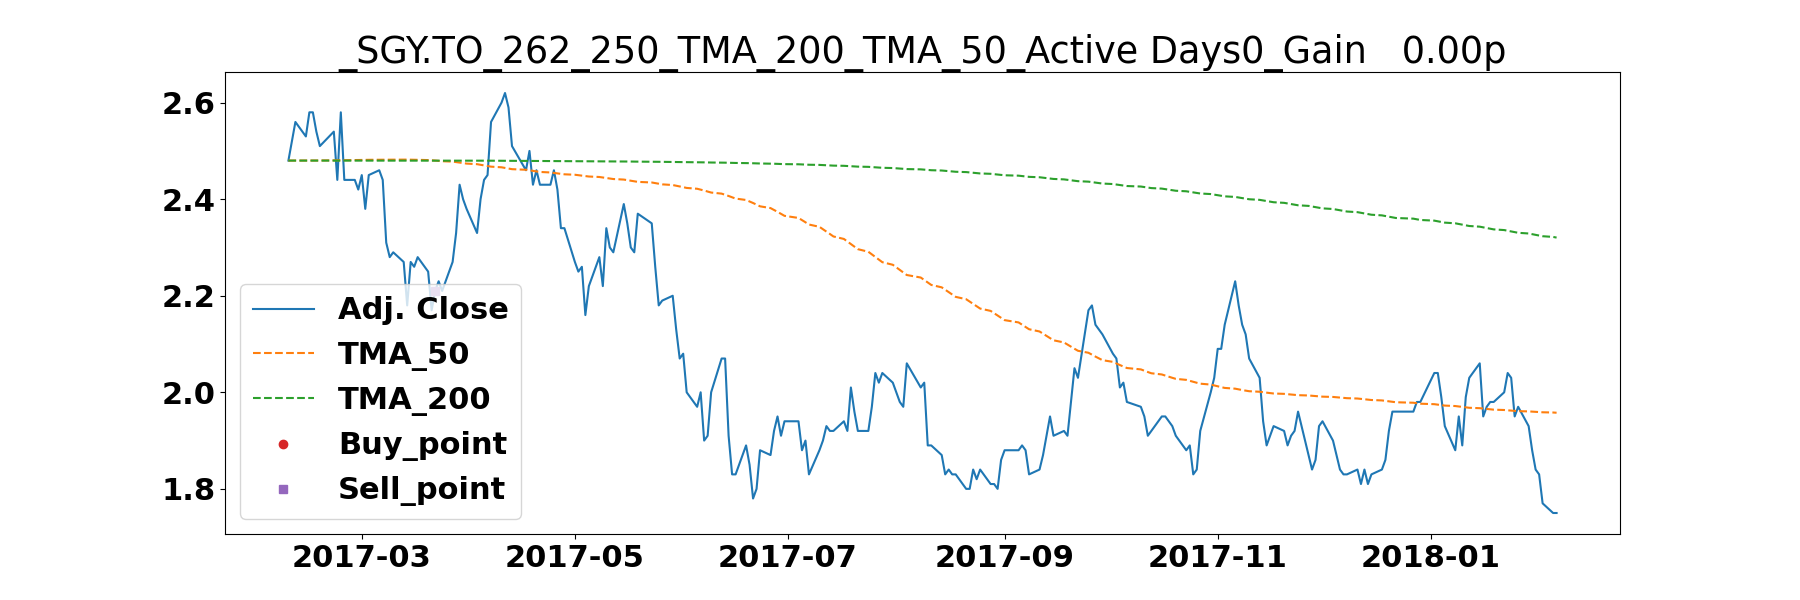 _SGY.TO_262_250_TMA_200_TMA_50_Active Days0_Gain   0.00p
2.6
2.4
2.2
2.0
1.8
Adj. Close
TMA_50
TMA_200
Buy_point
Sell_point
2017-03 2017-05 2017-07 2017-09 2017-11 2018-01